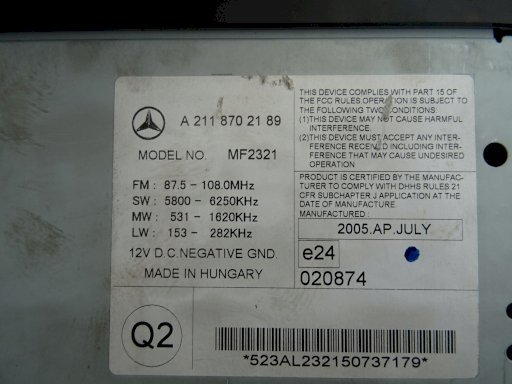 A 211 870 21 89
MODEL NO. MF2321
FM : 87.5 - 108.0MHz
SW : 5800 - 6250KHz
MW : 531 - 1620KHz
LW : 153 - 282KHz
12V D.C.NEGATIVE GND.
MADE IN HUNGARY
THIS DEVICE COMPLIES WITH PART 15 OF
THE FCC RULES.OPERATION IS SUBJECT TO
THE FOLLOWING TWO CONDITIONS:
(1)THIS DEVICE MAY NOT CAUSE HARMFUL
INTERFERENCE.
(2)THIS DEVICE MUST ACCEPT ANY INTER-
FERENCE RECEIVED INCLUDING INTERFER-
ENCE THAT MAY CAUSE UNDESIRED
OPERATION
PRODUCT IS CERTIFIED BY THE MANUFAC-
TURER TO COMPLY WITH DHHS RULES 21
CFR SUBCHAPTER J APPLICATION AT THE
DATE OF MANUFACTURE
MANUFACTURED :
2005.AP.JULY
e24
020874
Q2
*523AL232150737179*